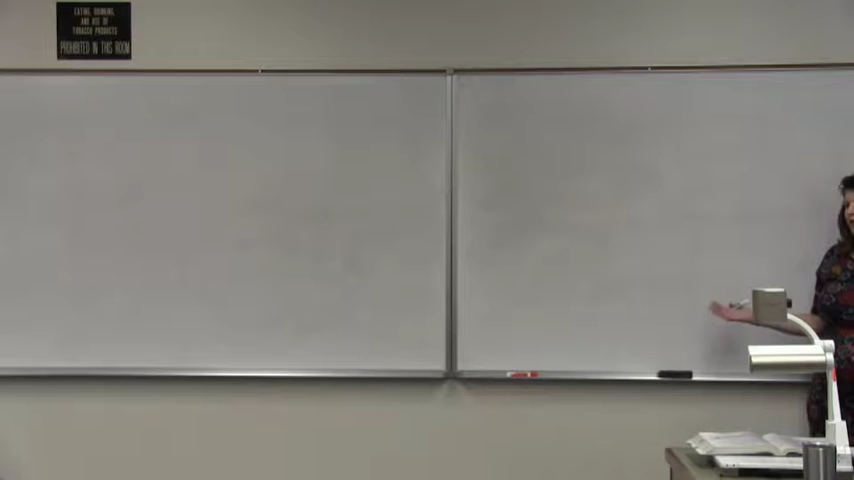 EATING, DRINKING,
AND USE OF
TOBACCO PRODUCTS
PROHIBITED IN THIS ROOM